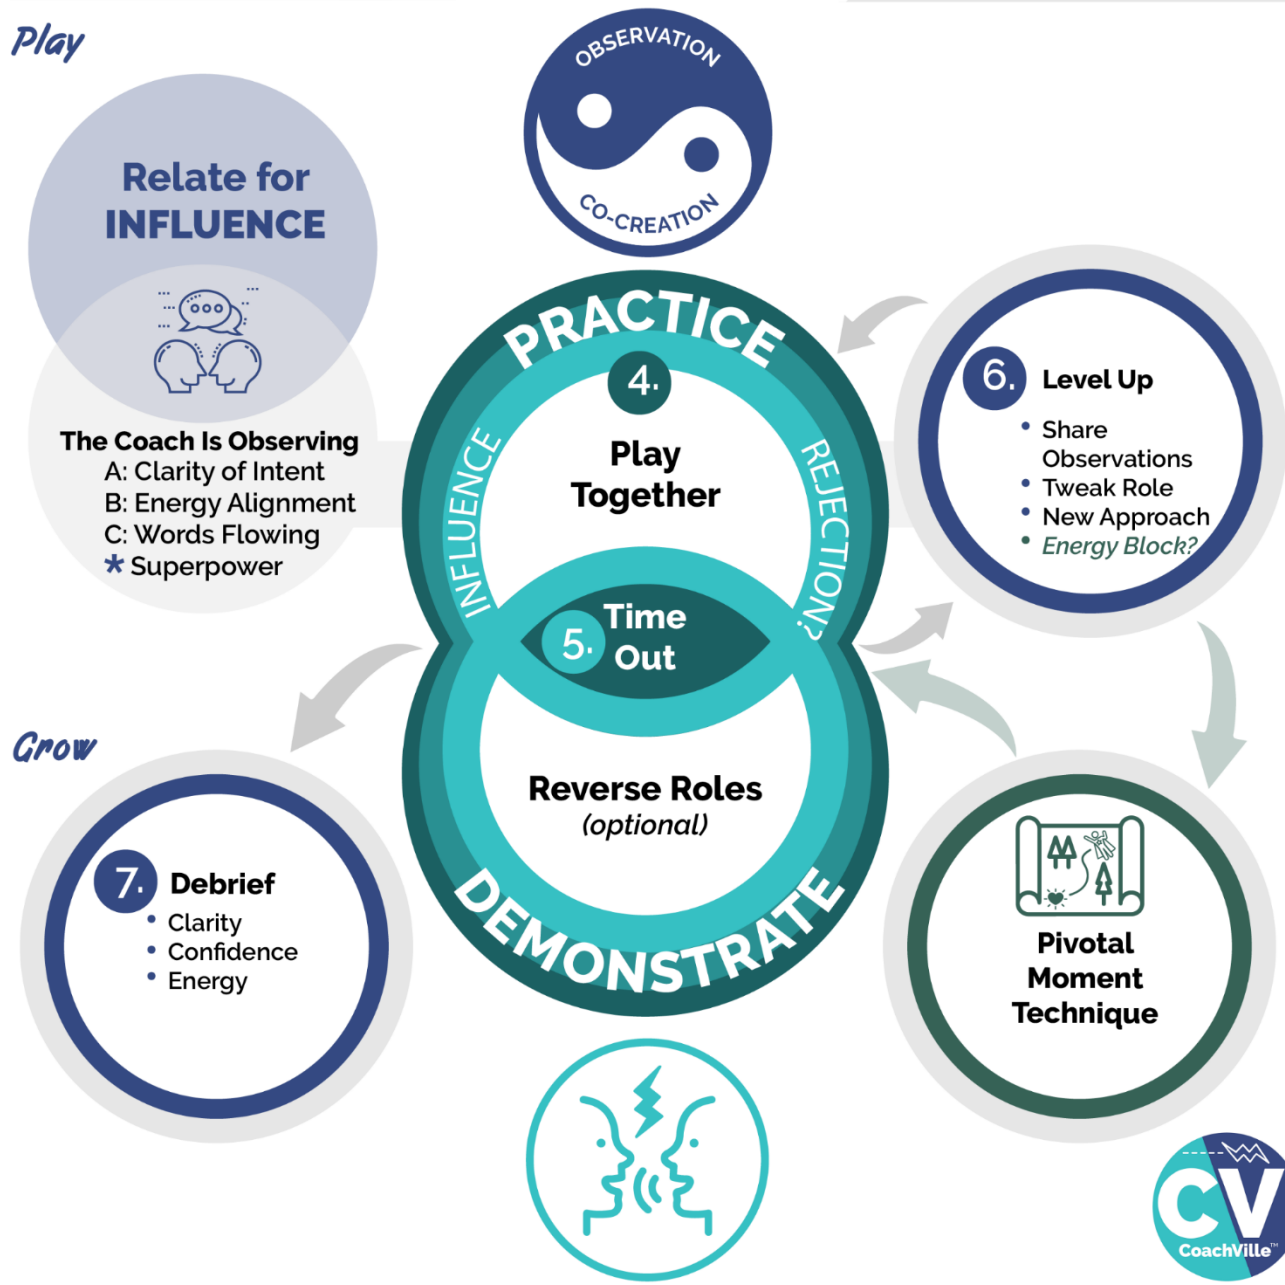 Play
OBSERVATION
CO-CREATION
Relate for
INFLUENCE
The Coach Is Observing
A: Clarity of Intent
B: Energy Alignment
C: Words Flowing
* Superpower
PRACTICE
INFLUENCE
REJECTION?
4.
Play
Together
5. Time
Out
Reverse Roles
(optional)
DEMONSTRATE
6. Level Up
• Share
Observations
• Tweak Role
• New Approach
• Energy Block?
Pivotal
Moment
Technique
Grow
7. Debrief
• Clarity
• Confidence
• Energy
CV
CoachVille™